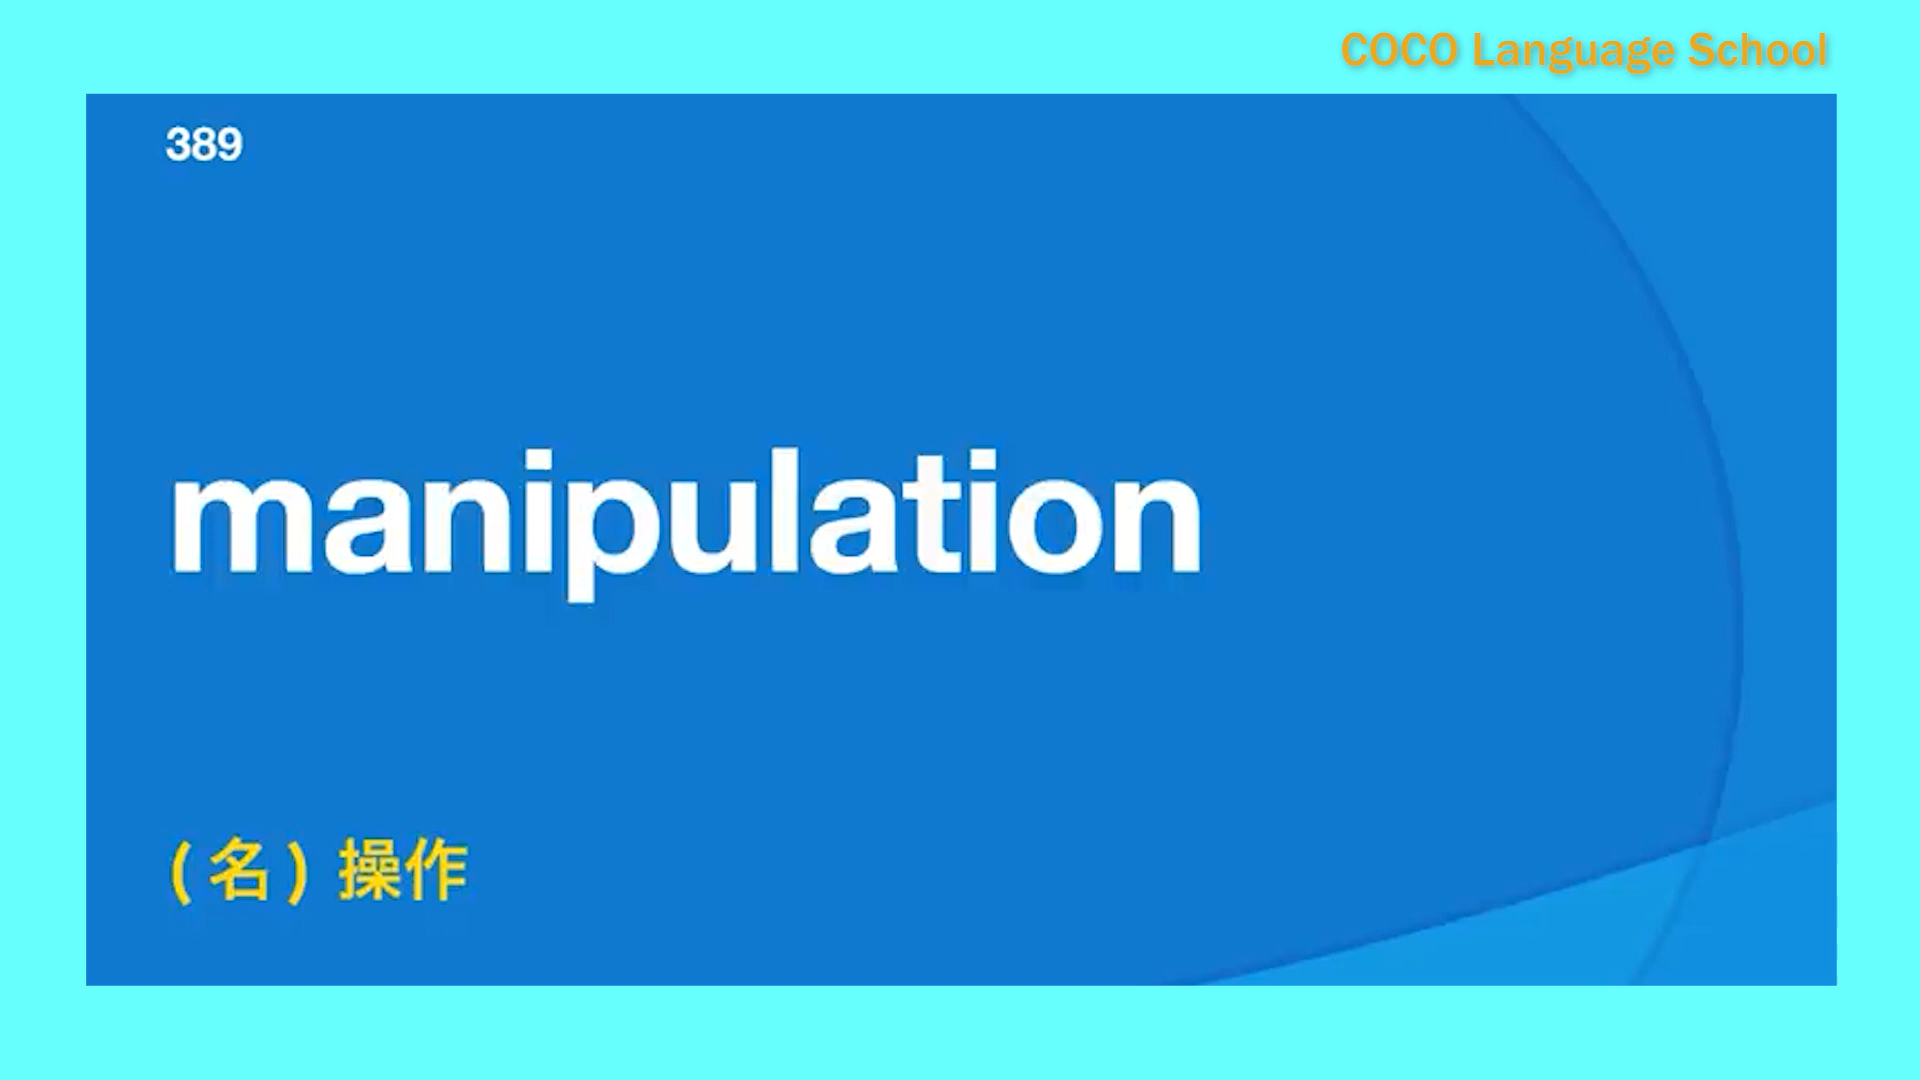 COCO Language School
389
manipulation
(名) 操作